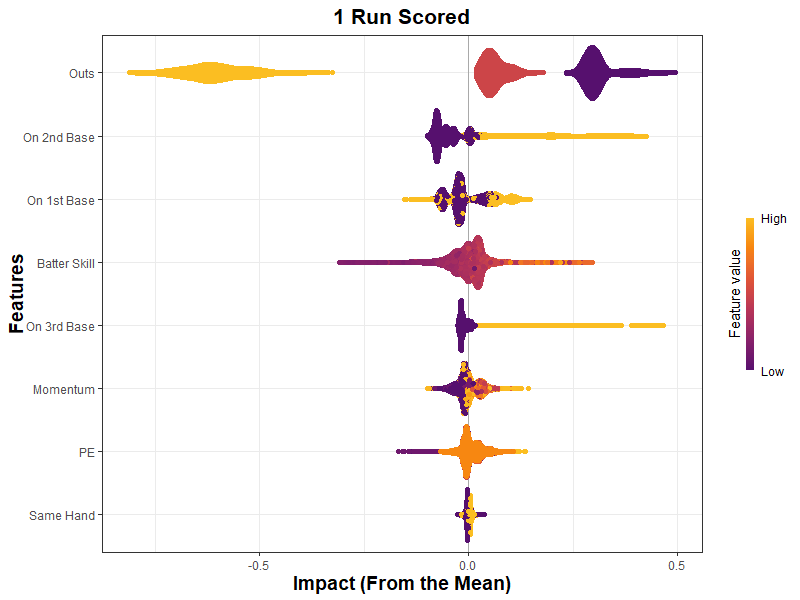 1 Run Scored
Features
Outs
On 2nd Base
On 1st Base
Batter Skill
On 3rd Base
Momentum
PE
Same Hand
-0.5
0.0
0.5
Impact (From the Mean)
Feature value
High
Low